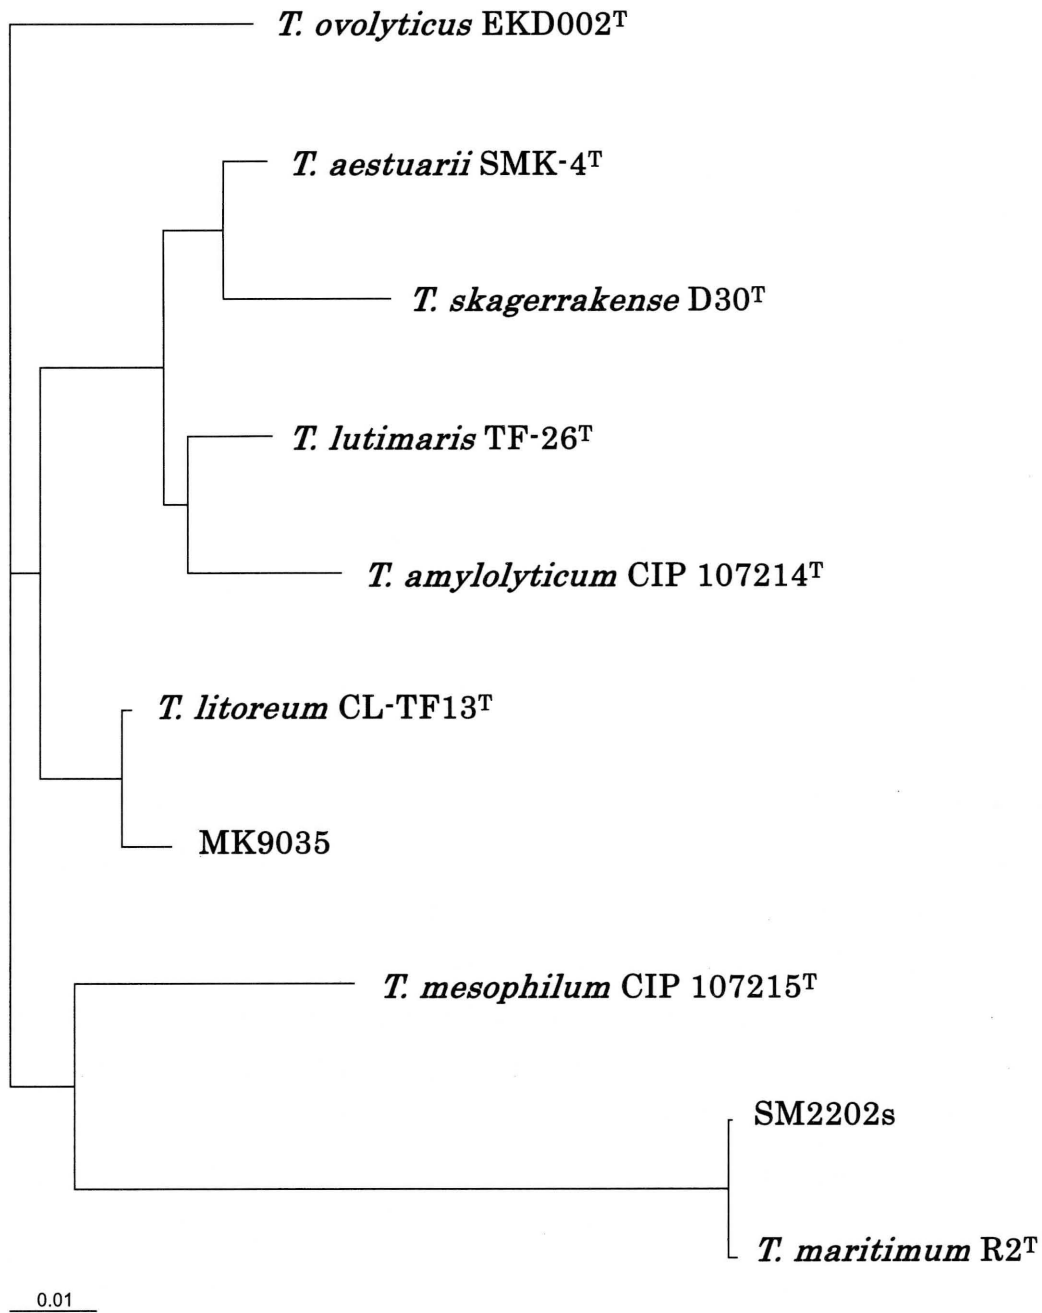 T. ovolyticus EKD002ᵀ
T. aestuarii SMK-4ᵀ
T. skagerrakense D30ᵀ
T. lutimaris TF-26ᵀ
T. amylolyticum CIP 107214ᵀ
T. litoreum CL-TF13ᵀ
MK9035
T. mesophilum CIP 107215ᵀ
SM2202s
T. maritimum R2ᵀ
0.01